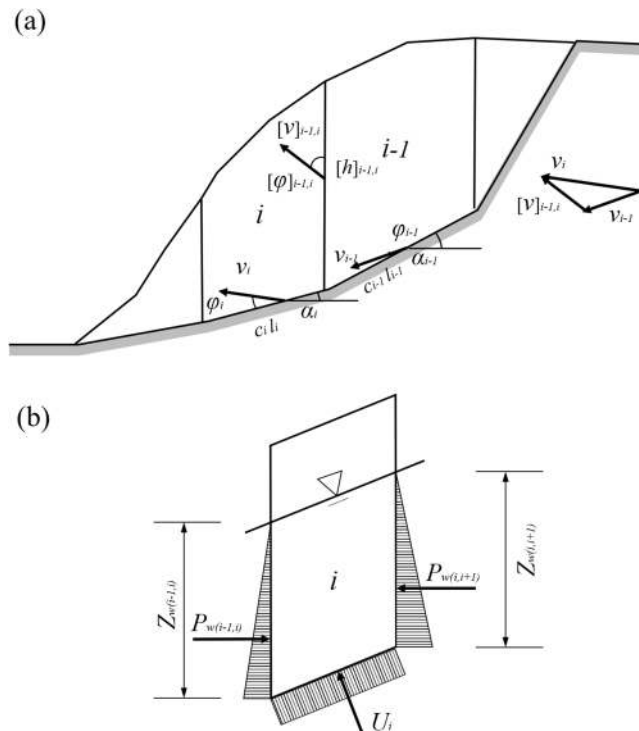 (a)
[v]i-1,i
[φ]i-1,i
[h]i-1,i
i-1
i
vi
[v]i-1,i
vi-1
φi-1
vi-1
αi-1
ci-1 li-1
vi
φi
αi
ci li
(b)
Zw(i-1,i)
Zw(i,i+1)
i
Pw(i,i+1)
Pw(i-1,i)
Ui